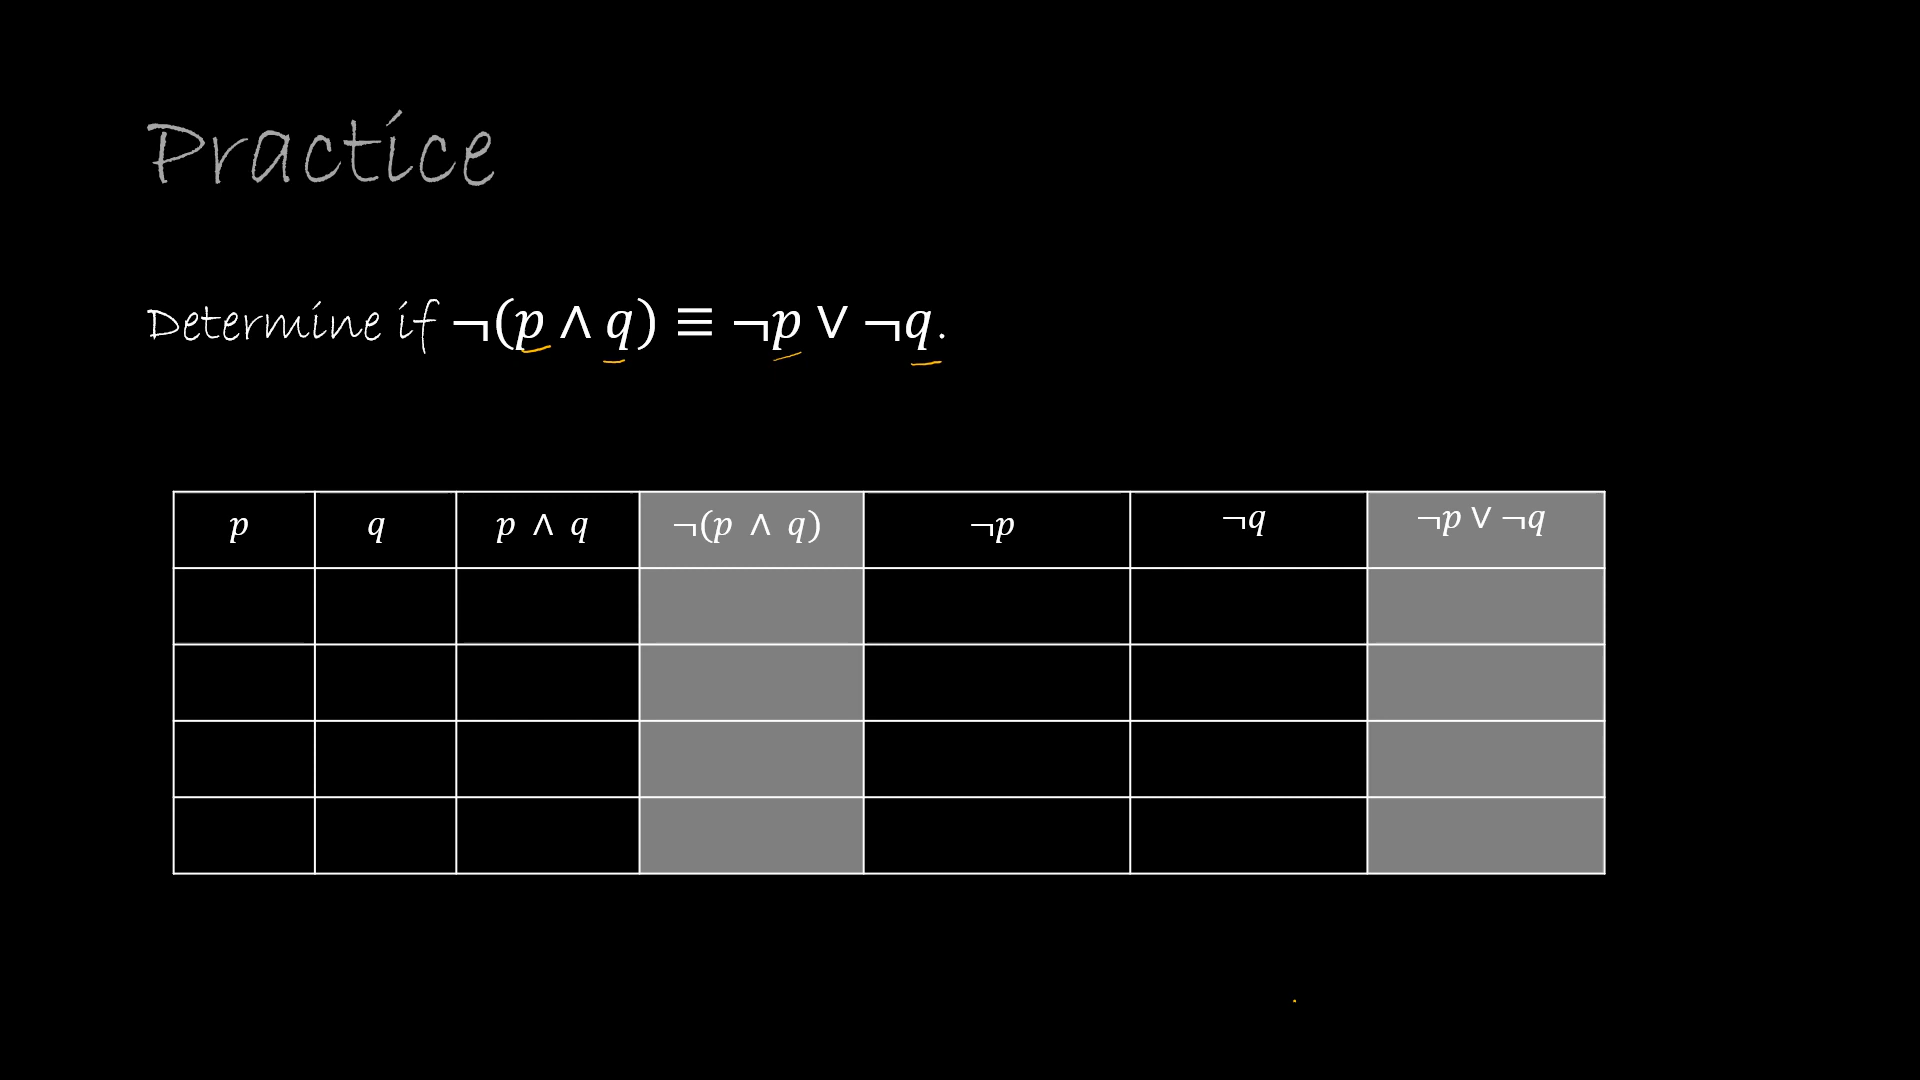 Practice
Determine if ¬(p ∧ q) ≡ ¬p ∨ ¬q.
p q p ∧ q ¬(p ∧ q) ¬p ¬q ¬p ∨ ¬q